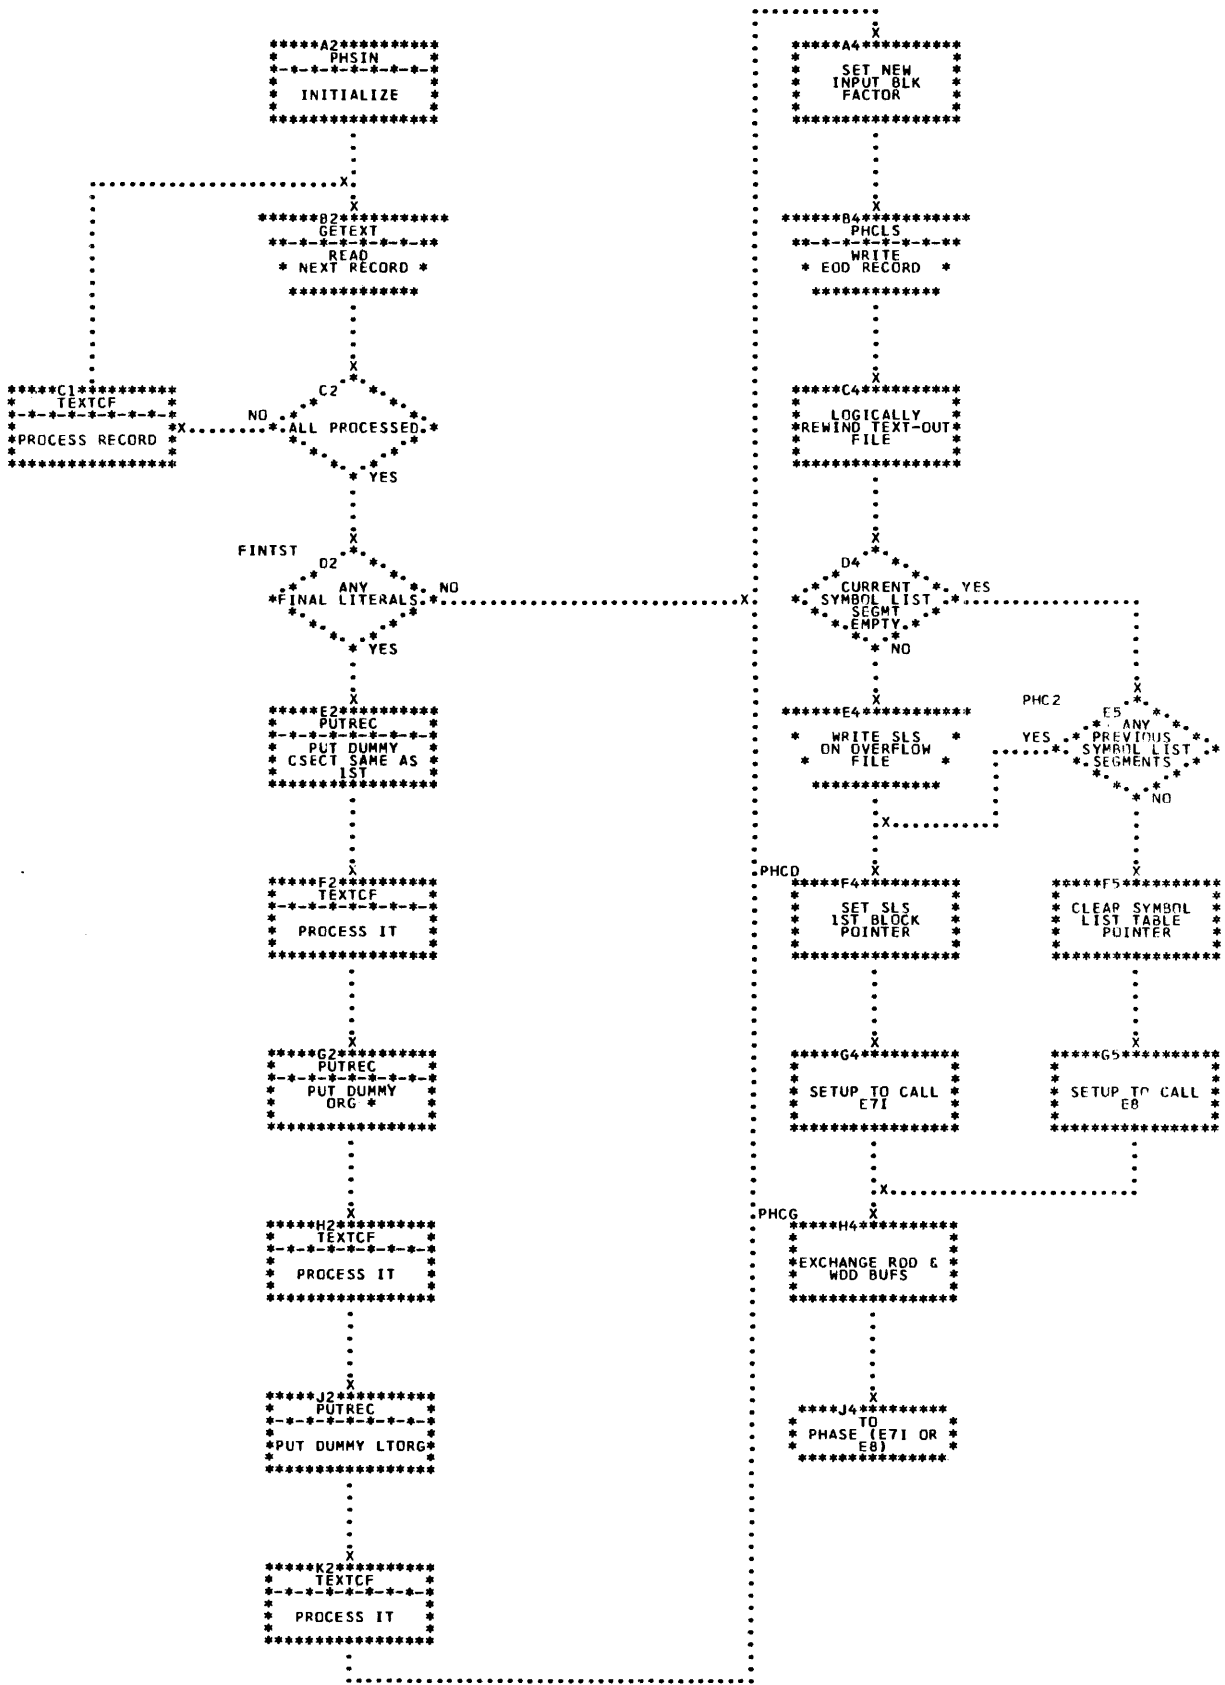 A2
PHSIN
INITIALIZE
B2
GETEXT
READ
NEXT RECORD
C1
TEXTCF
PROCESS RECORD
NO
C2
ALL PROCESSED
YES
FINTST
D2
ANY
FINAL LITERALS
NO
YES
E2
PUTREC
PUT DUMMY
CSECT SAME AS
1ST
F2
TEXTCF
PROCESS IT
G2
PUTREC
PUT DUMMY
ORG *
H2
TEXTCF
PROCESS IT
J2
PUTREC
PUT DUMMY LTORG
K2
TEXTCF
PROCESS IT
A4
SET NEW
INPUT BLK
FACTOR
B4
PHCLS
WRITE
EOD RECORD
C4
LOGICALLY
REWIND TEXT-OUT
FILE
D4
CURRENT
SYMBOL LIST
SEGMT
EMPTY
YES
NO
E4
WRITE SLS
ON OVERFLOW
FILE
PHC2
E5
ANY
PREVIOUS
SYMBOL LIST
SEGMENTS
YES
NO
PHCD
F4
SET SLS
1ST BLOCK
POINTER
F5
CLEAR SYMBOL
LIST TABLE
POINTER
G4
SETUP TO CALL
E7I
G5
SETUP TO CALL
E8
PHCG
H4
EXCHANGE RDD &
WDD BUFS
J4
TO
PHASE (E7I OR
E8)